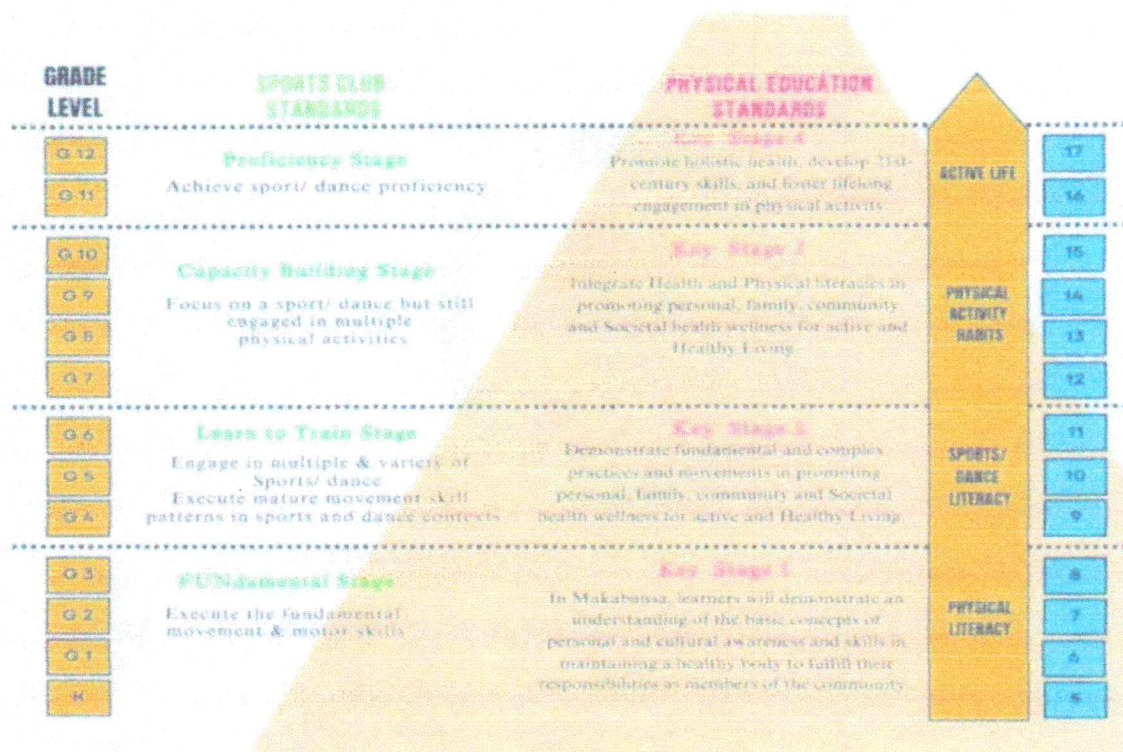 GRADE
LEVEL
SPORTS CLUB
STANDARDS
PHYSICAL EDUCATION
STANDARDS
G 12
G 11
Proficiency Stage
Achieve sport/ dance proficiency
Key Stage 4
Promote holistic health, develop 21st-
century skills, and foster lifelong
engagement in physical activity
ACTIVE LIFE
17
16
G 10
G 9
G 8
G 7
Capacity Building Stage
Focus on a sport/ dance but still
engaged in multiple
physical activities
Key Stage 3
Integrate Health and Physical literacies in
promoting personal, family, community
and Societal health wellness for active and
Healthy Living
PHYSICAL
ACTIVITY
HABITS
15
14
13
12
G 6
G 5
G 4
Learn to Train Stage
Engage in multiple & variety of
Sports/ dance
Execute mature movement skill
patterns in sports and dance contexts
Key Stage 2
Demonstrate fundamental and complex
practices and movements in promoting
personal, family, community and Societal
health wellness for active and Healthy Living
SPORTS/
DANCE
LITERACY
11
10
9
G 3
G 2
G 1
K
FUNdamental Stage
Execute the fundamental
movement & motor skills
Key Stage 1
In Makabansa, learners will demonstrate an
understanding of the basic concepts of
personal and cultural awareness and skills in
maintaining a healthy body to fulfill their
responsibilities as members of the community
PHYSICAL
LITERACY
8
7
6
5